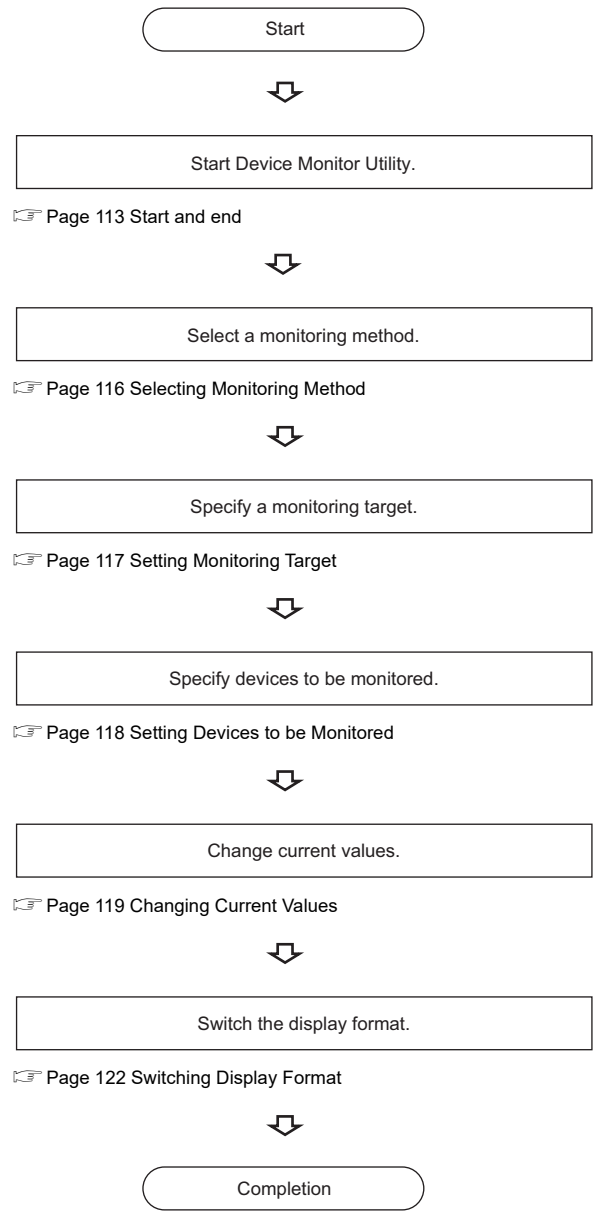 Start
Start Device Monitor Utility.
Page 113 Start and end
Select a monitoring method.
Page 116 Selecting Monitoring Method
Specify a monitoring target.
Page 117 Setting Monitoring Target
Specify devices to be monitored.
Page 118 Setting Devices to be Monitored
Change current values.
Page 119 Changing Current Values
Switch the display format.
Page 122 Switching Display Format
Completion